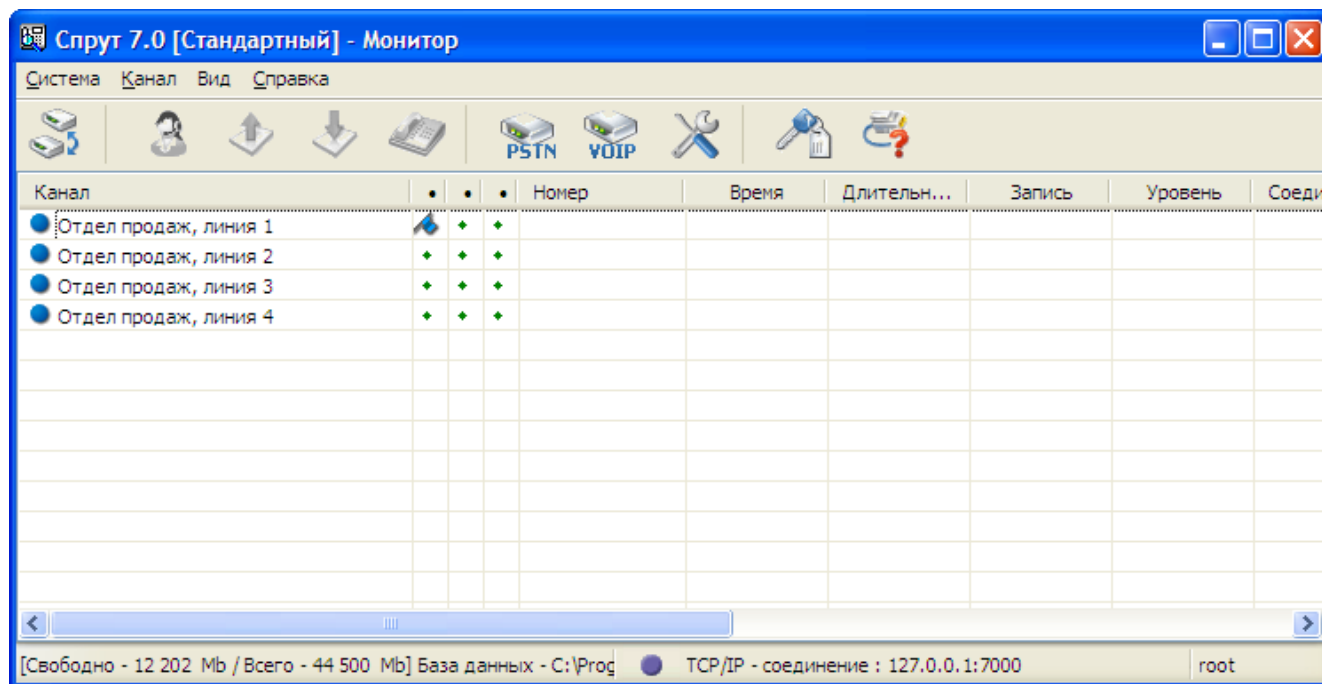 Спрут 7.0 [Стандартный] - Монитор
Система Канал Вид Справка
PSTN VOIP
Канал • • • Номер Время Длительн... Запись Уровень Соеди
Отдел продаж, линия 1
Отдел продаж, линия 2
Отдел продаж, линия 3
Отдел продаж, линия 4
[Свободно - 12 202 Mb / Всего - 44 500 Mb] База данных - C:\Prog TCP/IP - соединение : 127.0.0.1:7000 root